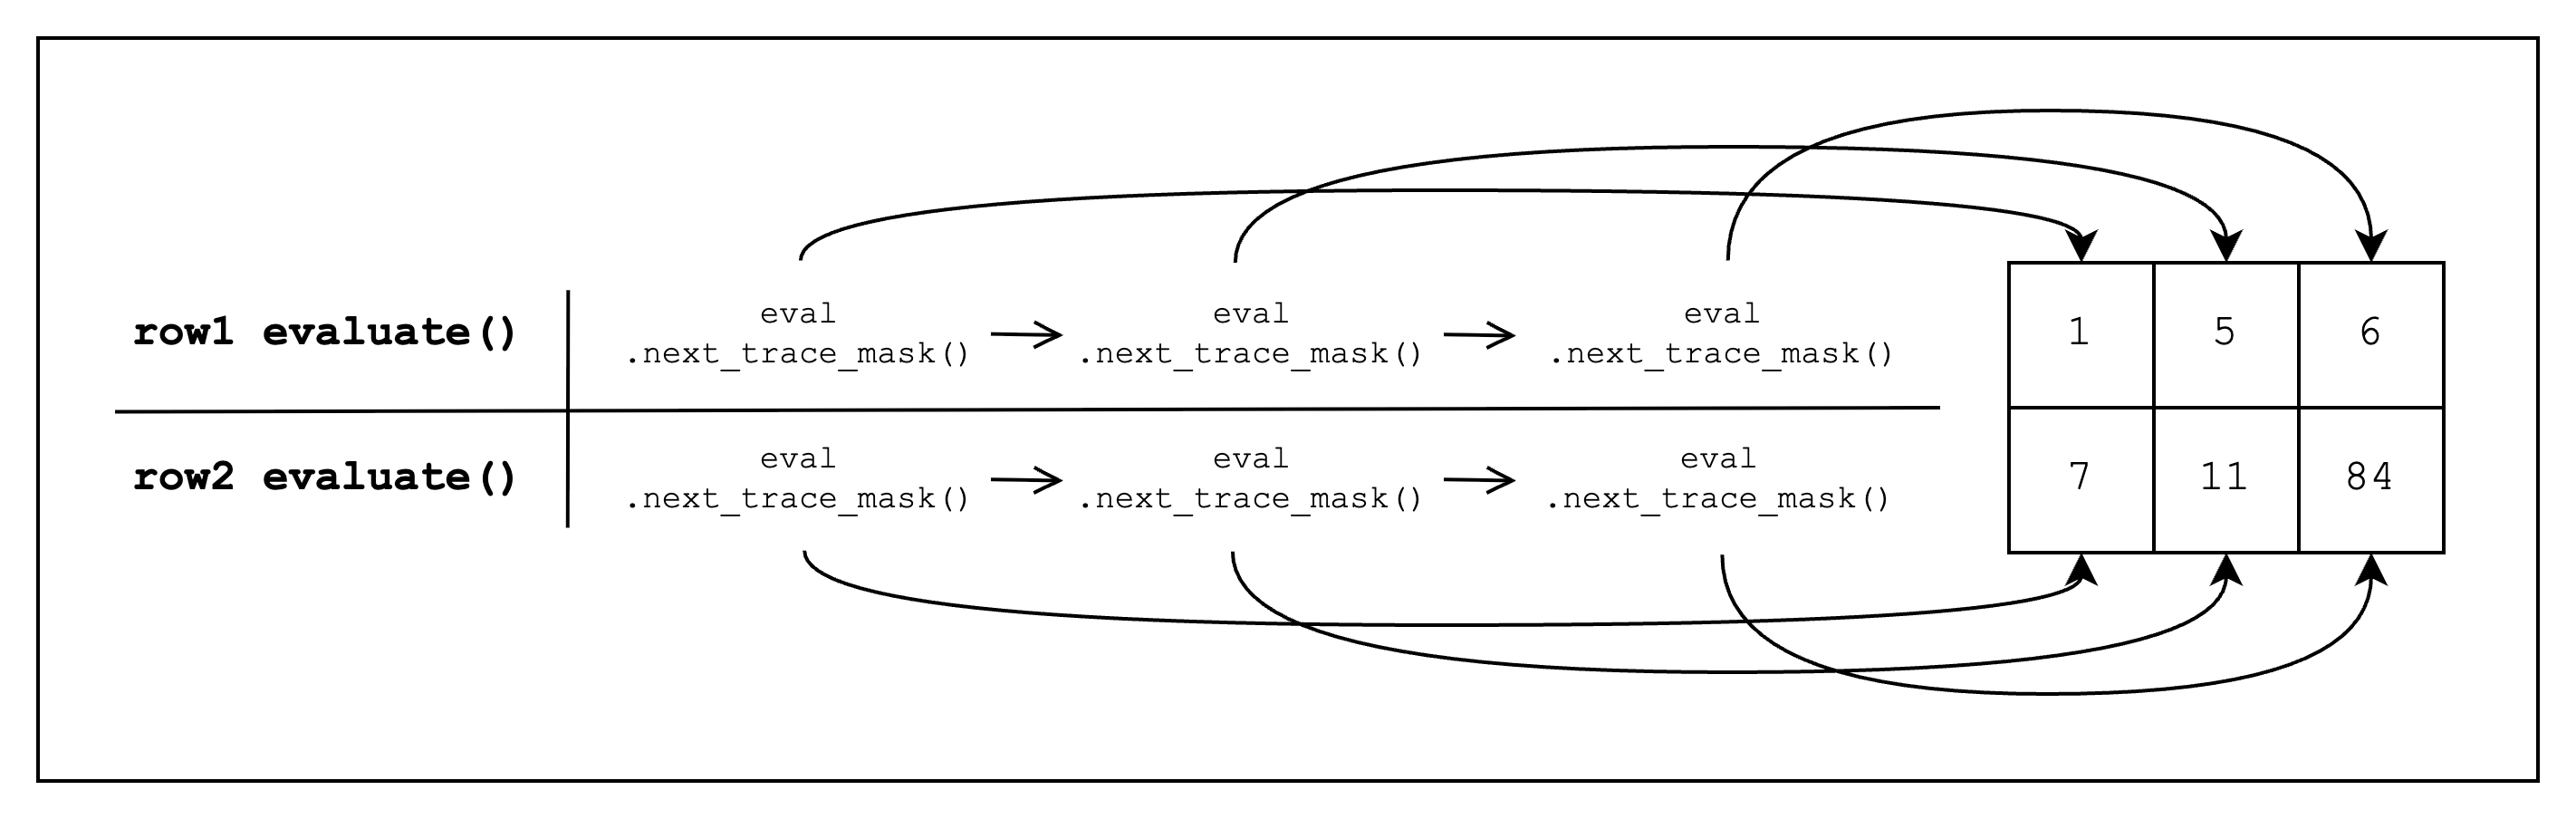 eval eval eval
row1 evaluate() .next_trace_mask() .next_trace_mask() .next_trace_mask() 1 5 6
eval eval eval
row2 evaluate() .next_trace_mask() .next_trace_mask() .next_trace_mask() 7 11 84